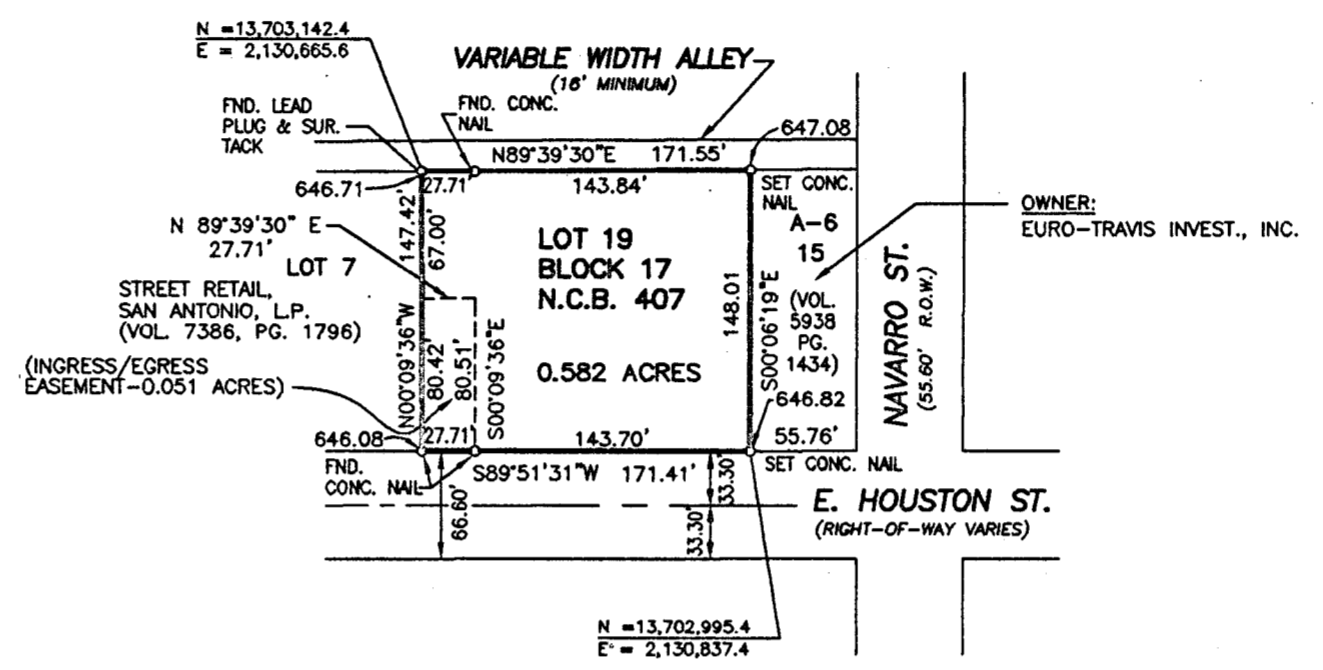 N =13,703,142.4
E = 2,130,665.6
VARIABLE WIDTH ALLEY
(16' MINIMUM)
FND. LEAD
PLUG & SUR.
TACK
FND. CONC.
NAIL
647.08
N89°39'30"E 171.55'
646.71
27.71
143.84'
SET CONC.
NAIL
A-6
15
(VOL.
5938
PG.
1434)
OWNER:
EURO-TRAVIS INVEST., INC.
N 89°39'30" E
27.71'
LOT 7
147.42'
67.00'
LOT 19
BLOCK 17
N.C.B. 407
0.582 ACRES
148.01
S00°06'19"E
NAVARRO ST.
(55.60' R.O.W.)
STREET RETAIL,
SAN ANTONIO, L.P.
(VOL. 7386, PG. 1796)
(INGRESS/EGRESS
EASEMENT-0.051 ACRES)
N00°09'36"W
80.42'
80.51'
S00°09'36"E
646.82
646.08
27.71'
143.70'
55.76'
FND.
CONC. NAIL
S89°51'31"W 171.41'
SET CONC. NAIL
66.60'
33.30'
33.30'
E. HOUSTON ST.
(RIGHT-OF-WAY VARIES)
N =13,702,995.4
E = 2,130,837.4